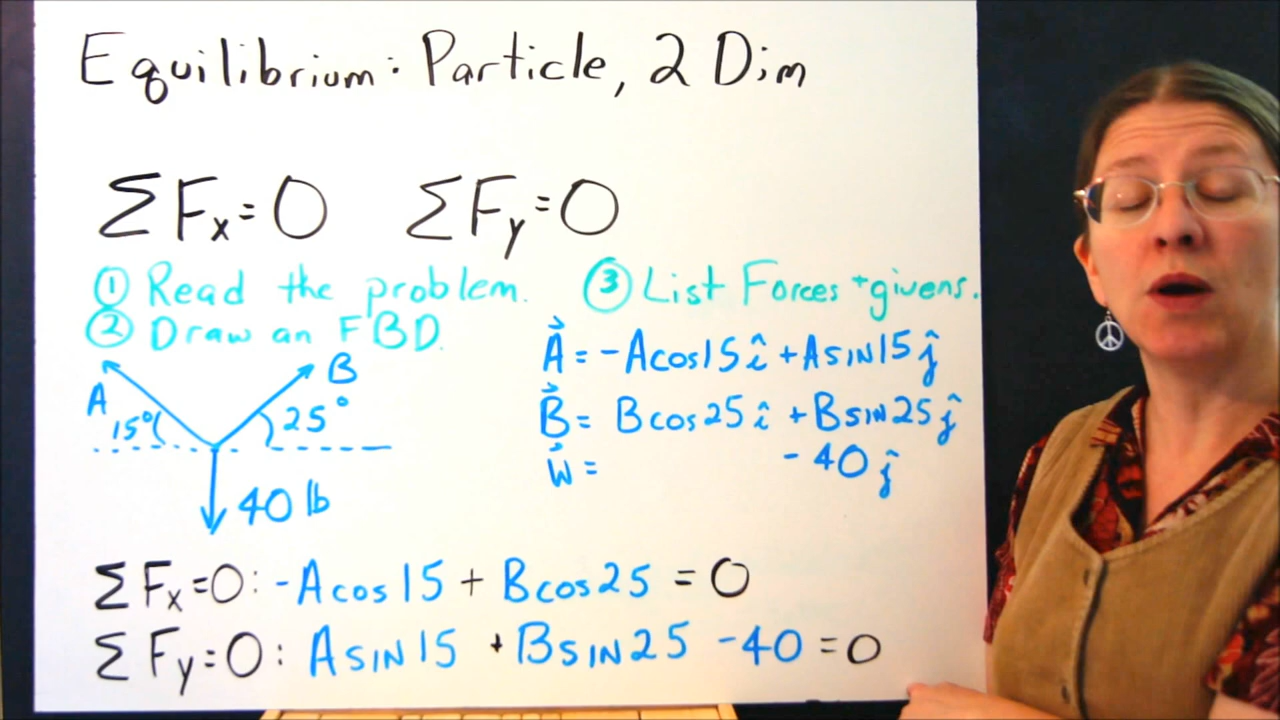 Equilibrium: Particle, 2 Dim
ΣFx=0 ΣFy=0
① Read the problem.
② Draw an FBD.
A
15°
B
25°
40 lb
③ List Forces + givens.
A⃗ = -Acos15 î + Asin15 ĵ
B⃗ = Bcos25 î + Bsin25 ĵ
W⃗ = - 40 ĵ
ΣFx=0: -Acos15 + Bcos25 = 0
ΣFy=0: Asin15 + Bsin25 -40 = 0